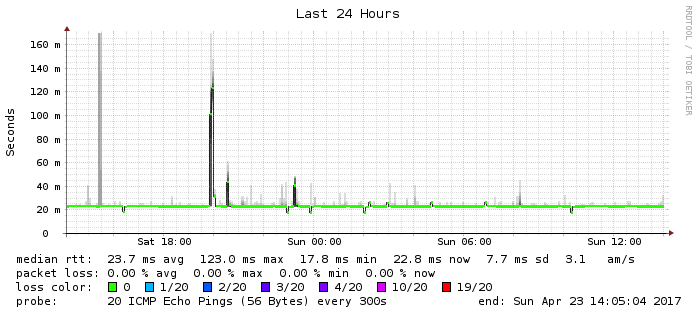 Last 24 Hours
RRDTOOL / TOBI OETIKER
Seconds
160 m
140 m
120 m
100 m
80 m
60 m
40 m
20 m
0
Sat 18:00 Sun 00:00 Sun 06:00 Sun 12:00
median rtt: 23.7 ms avg 123.0 ms max 17.8 ms min 22.8 ms now 7.7 ms sd 3.1 am/s
packet loss: 0.00 % avg 0.00 % max 0.00 % min 0.00 % now
loss color: 0 1/20 2/20 3/20 4/20 10/20 19/20
probe: 20 ICMP Echo Pings (56 Bytes) every 300s end: Sun Apr 23 14:05:04 2017